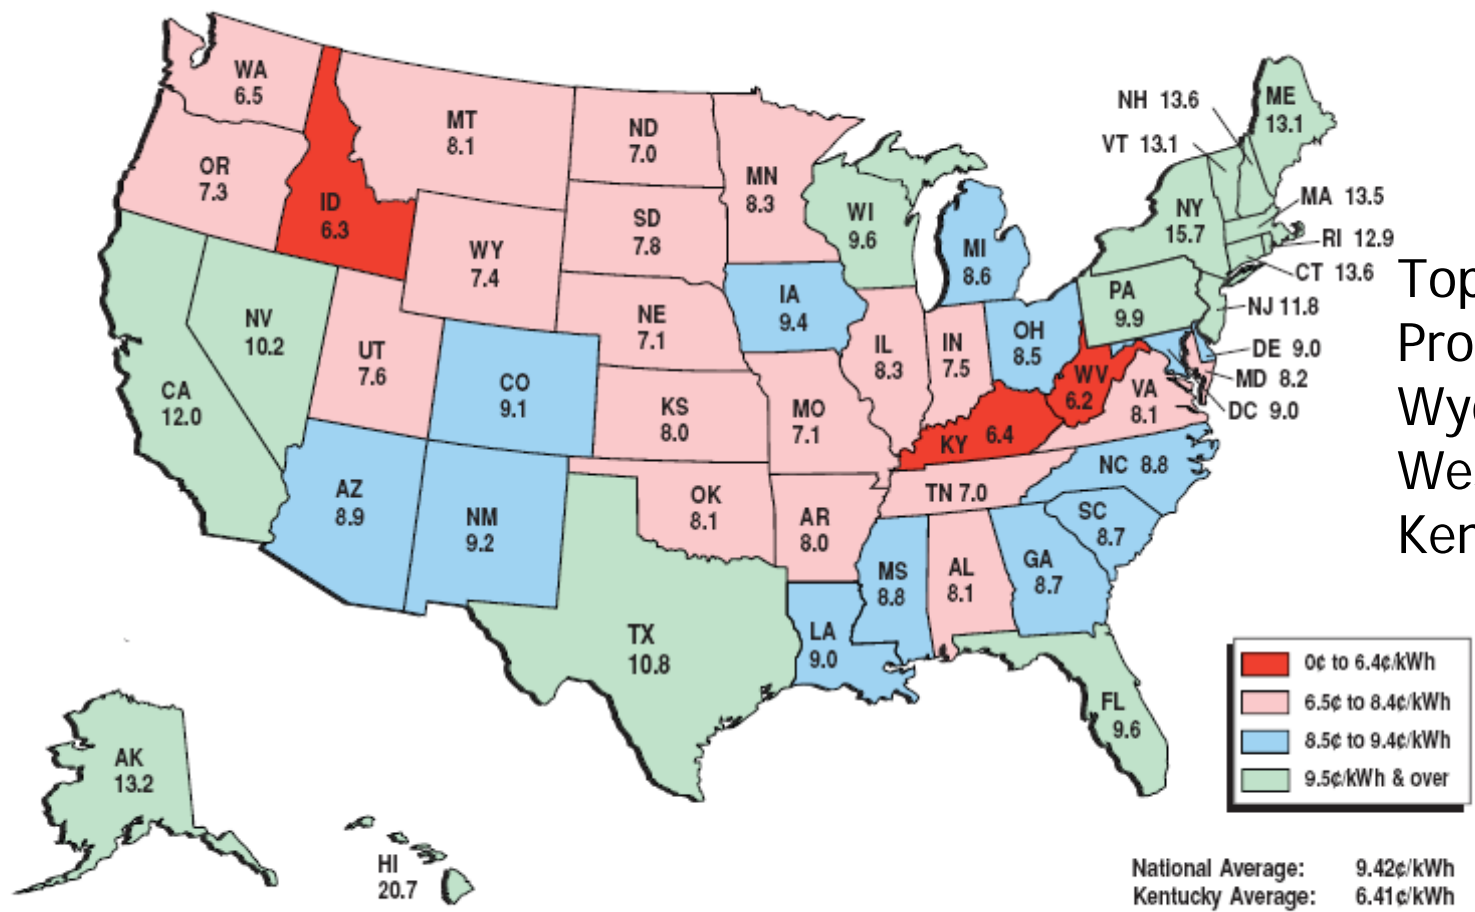 WA
6.5
MT
8.1
ND
7.0
MN
8.3
OR
7.3
ID
6.3
WY
7.4
SD
7.8
WI
9.6
MI
8.6
NH 13.6
VT 13.1
ME
13.1
NY
15.7
MA 13.5
RI 12.9
CT 13.6
NJ 11.8
PA
9.9
DE 9.0
MD 8.2
DC 9.0
NV
10.2
CA
12.0
UT
7.6
CO
9.1
NE
7.1
IA
9.4
KS
8.0
MO
7.1
IL
8.3
IN
7.5
OH
8.5
WV
6.2
VA
8.1
KY 6.4
NC 8.8
TN 7.0
SC
8.7
AZ
8.9
NM
9.2
OK
8.1
AR
8.0
MS
8.8
AL
8.1
GA
8.7
TX
10.8
LA
9.0
FL
9.6
AK
13.2
HI
20.7
Top
Pro
Wyo
We
Ken
0¢ to 6.4¢/kWh
6.5¢ to 8.4¢/kWh
8.5¢ to 9.4¢/kWh
9.5¢/kWh & over
National Average: 9.42¢/kWh
Kentucky Average: 6.41¢/kWh